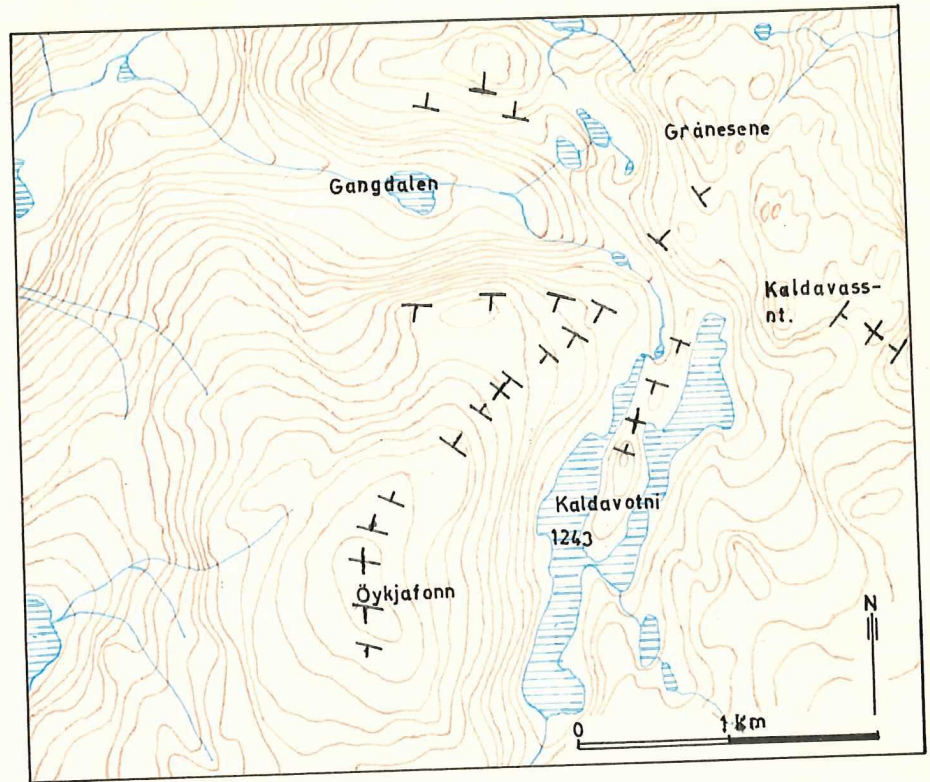 Gránesene
Gangdalen
Kaldavass-
nt.
Kaldavotni
1243
Öykjafonn
N
0 1 Km